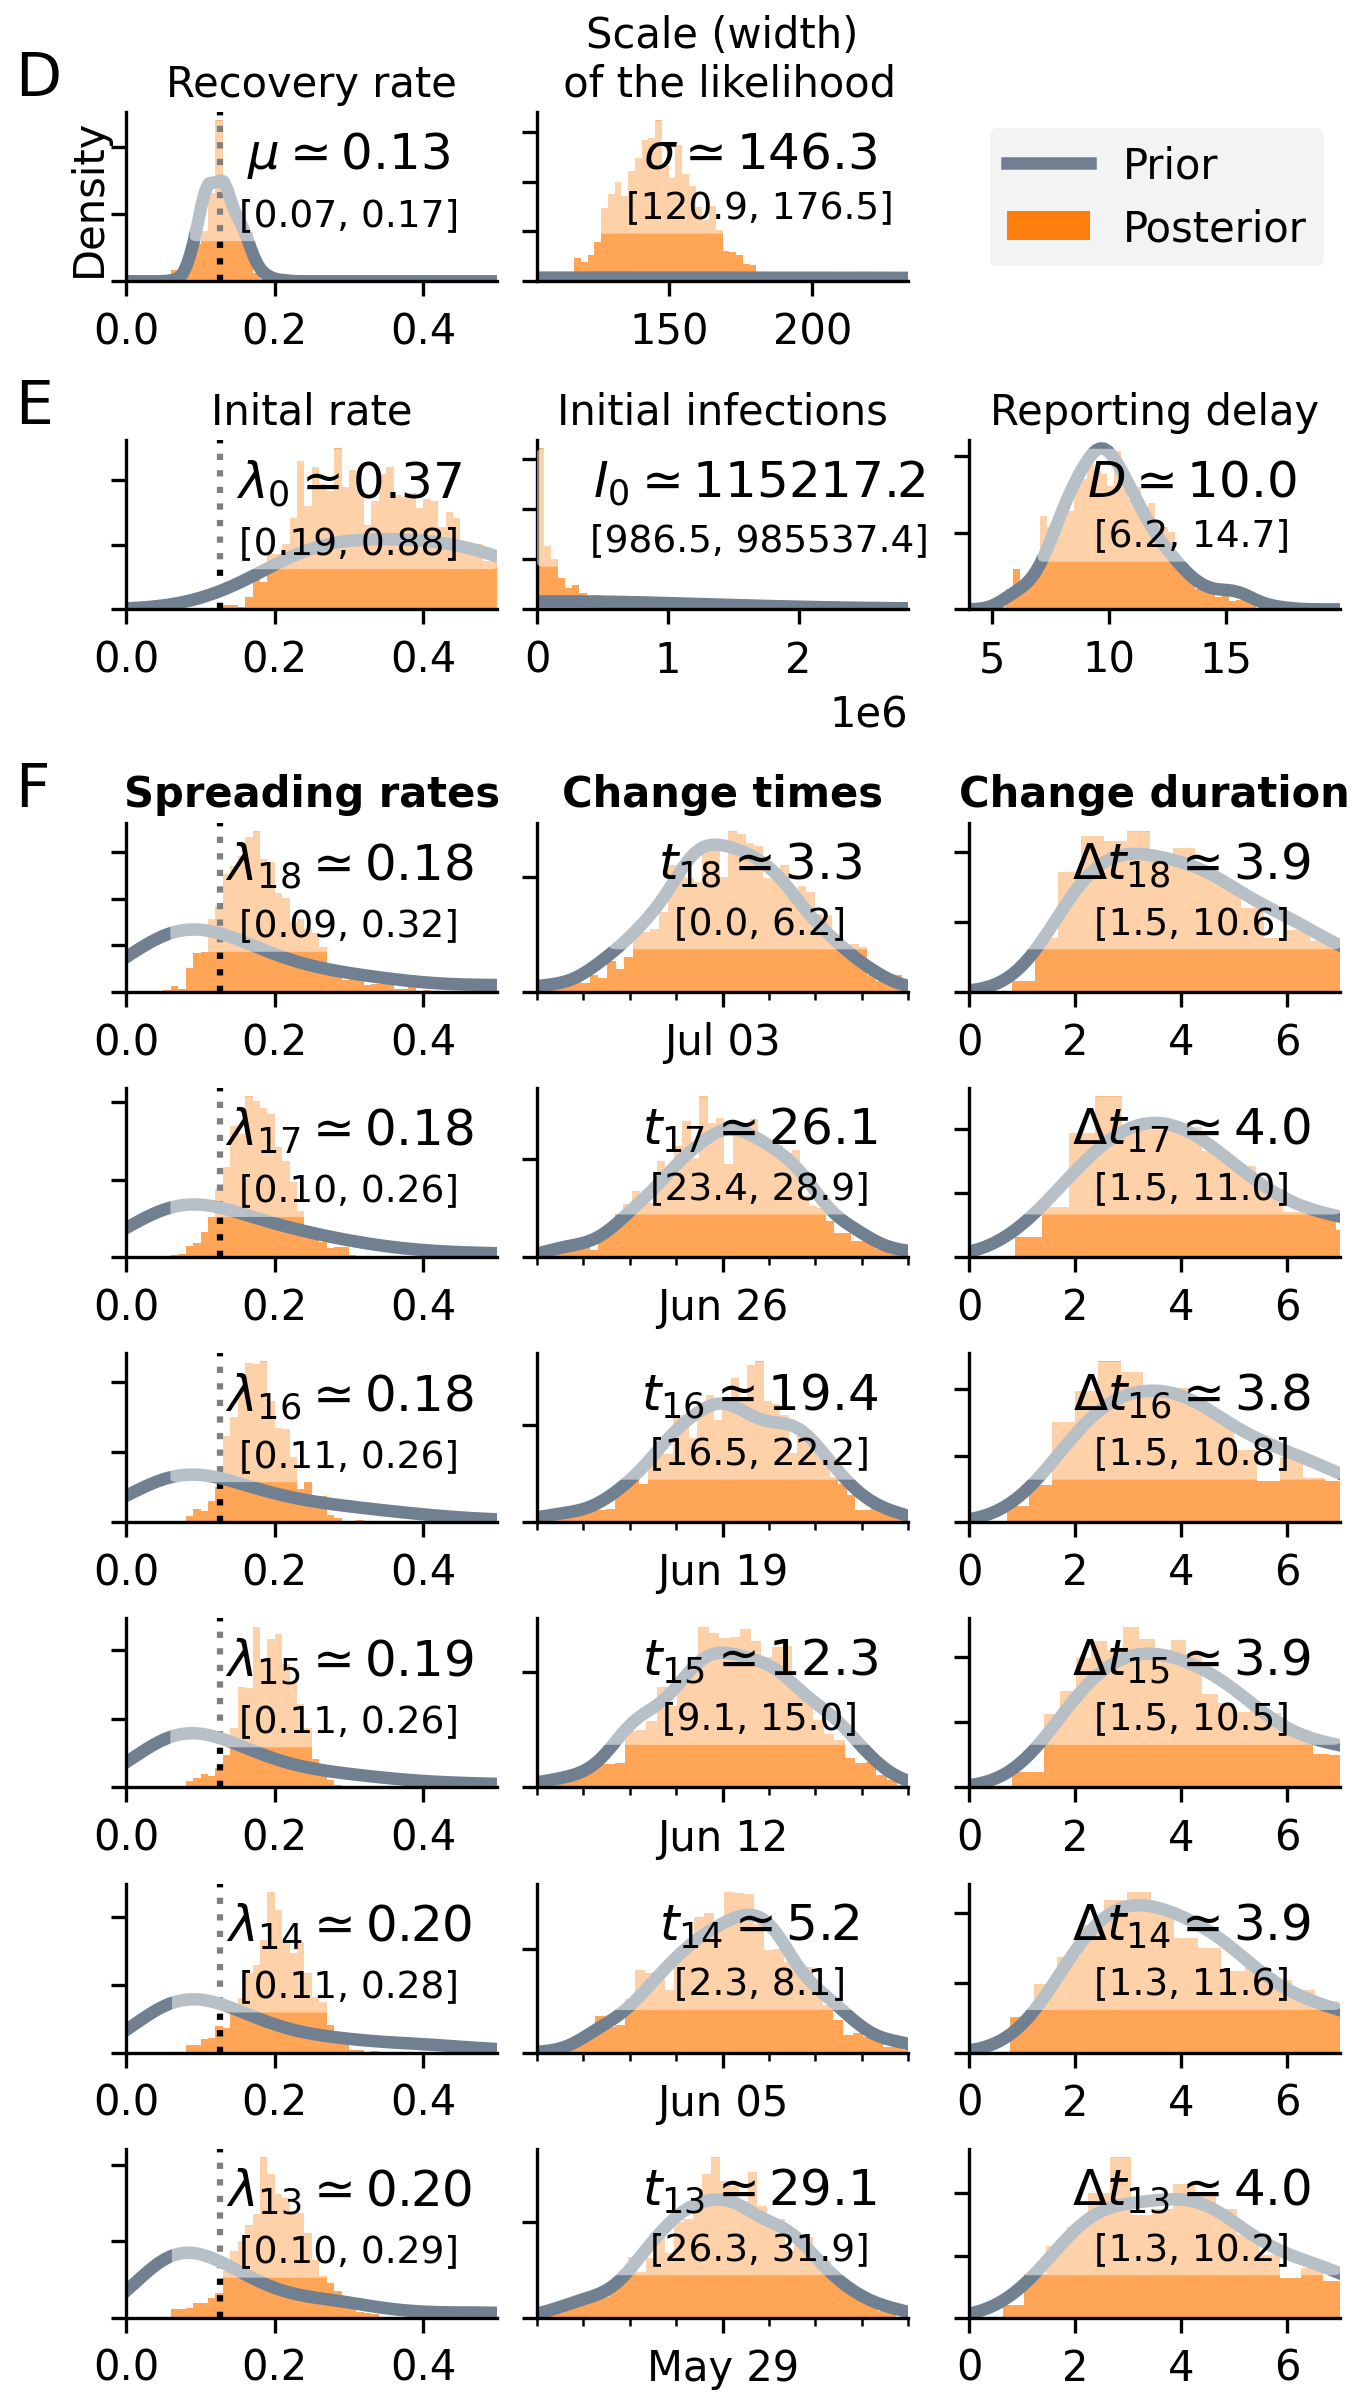 D
Recovery rate
Scale (width)
of the likelihood
Density
μ ≃ 0.13
[0.07, 0.17]
σ ≃ 146.3
[120.9, 176.5]
Prior
Posterior
0.0 0.2 0.4
150 200
E
Inital rate
Initial infections
Reporting delay
λ0 ≃ 0.37
[0.19, 0.88]
I0 ≃ 115217.2
[986.5, 985537.4]
D ≃ 10.0
[6.2, 14.7]
0.0 0.2 0.4
0 1 2
1e6
5 10 15
F
Spreading rates
Change times
Change duration
λ18 ≃ 0.18
[0.09, 0.32]
t18 ≃ 3.3
[0.0, 6.2]
Δt18 ≃ 3.9
[1.5, 10.6]
0.0 0.2 0.4
Jul 03
0 2 4 6
λ17 ≃ 0.18
[0.10, 0.26]
t17 ≃ 26.1
[23.4, 28.9]
Δt17 ≃ 4.0
[1.5, 11.0]
0.0 0.2 0.4
Jun 26
0 2 4 6
λ16 ≃ 0.18
[0.11, 0.26]
t16 ≃ 19.4
[16.5, 22.2]
Δt16 ≃ 3.8
[1.5, 10.8]
0.0 0.2 0.4
Jun 19
0 2 4 6
λ15 ≃ 0.19
[0.11, 0.26]
t15 ≃ 12.3
[9.1, 15.0]
Δt15 ≃ 3.9
[1.5, 10.5]
0.0 0.2 0.4
Jun 12
0 2 4 6
λ14 ≃ 0.20
[0.11, 0.28]
t14 ≃ 5.2
[2.3, 8.1]
Δt14 ≃ 3.9
[1.3, 11.6]
0.0 0.2 0.4
Jun 05
0 2 4 6
λ13 ≃ 0.20
[0.10, 0.29]
t13 ≃ 29.1
[26.3, 31.9]
Δt13 ≃ 4.0
[1.3, 10.2]
0.0 0.2 0.4
May 29
0 2 4 6